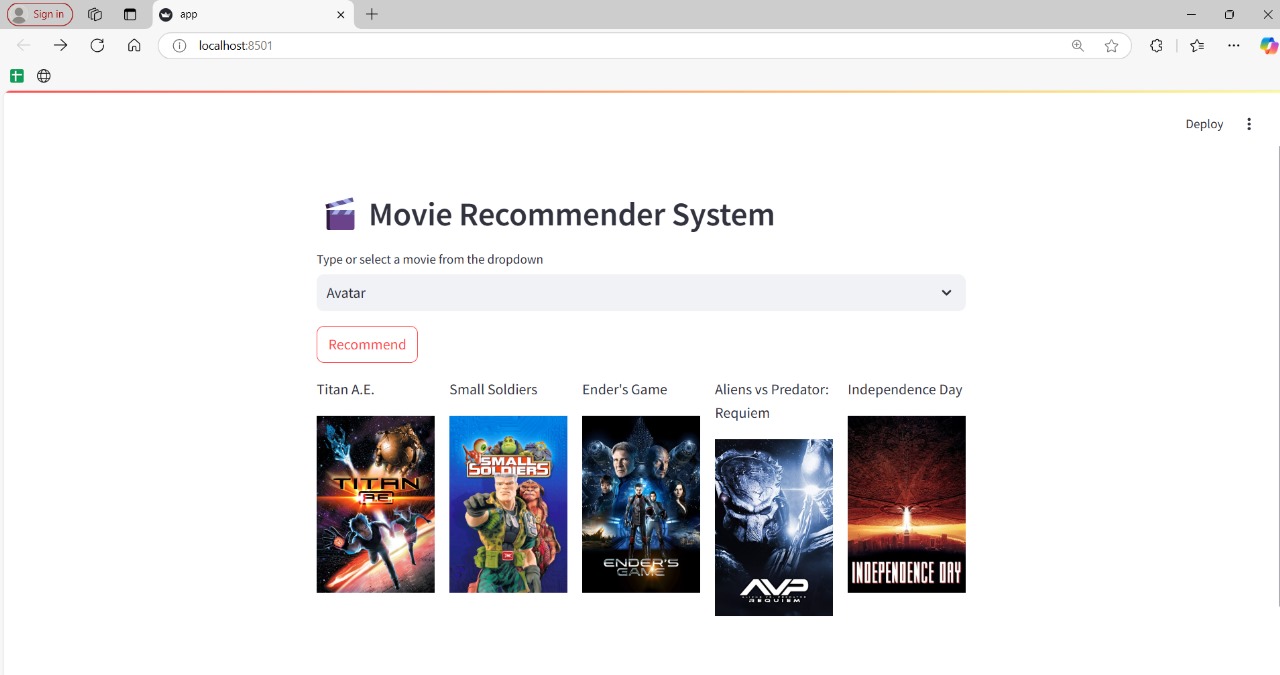 Sign in
app
localhost:8501
Deploy
Movie Recommender System
Type or select a movie from the dropdown
Avatar
Recommend
Titan A.E.
Small Soldiers
Ender's Game
Aliens vs Predator:
Requiem
Independence Day
TITAN
AE
SMALL
SOLDIERS
ENDER'S
GAME
AVP
REQUIEM
INDEPENDENCE DAY